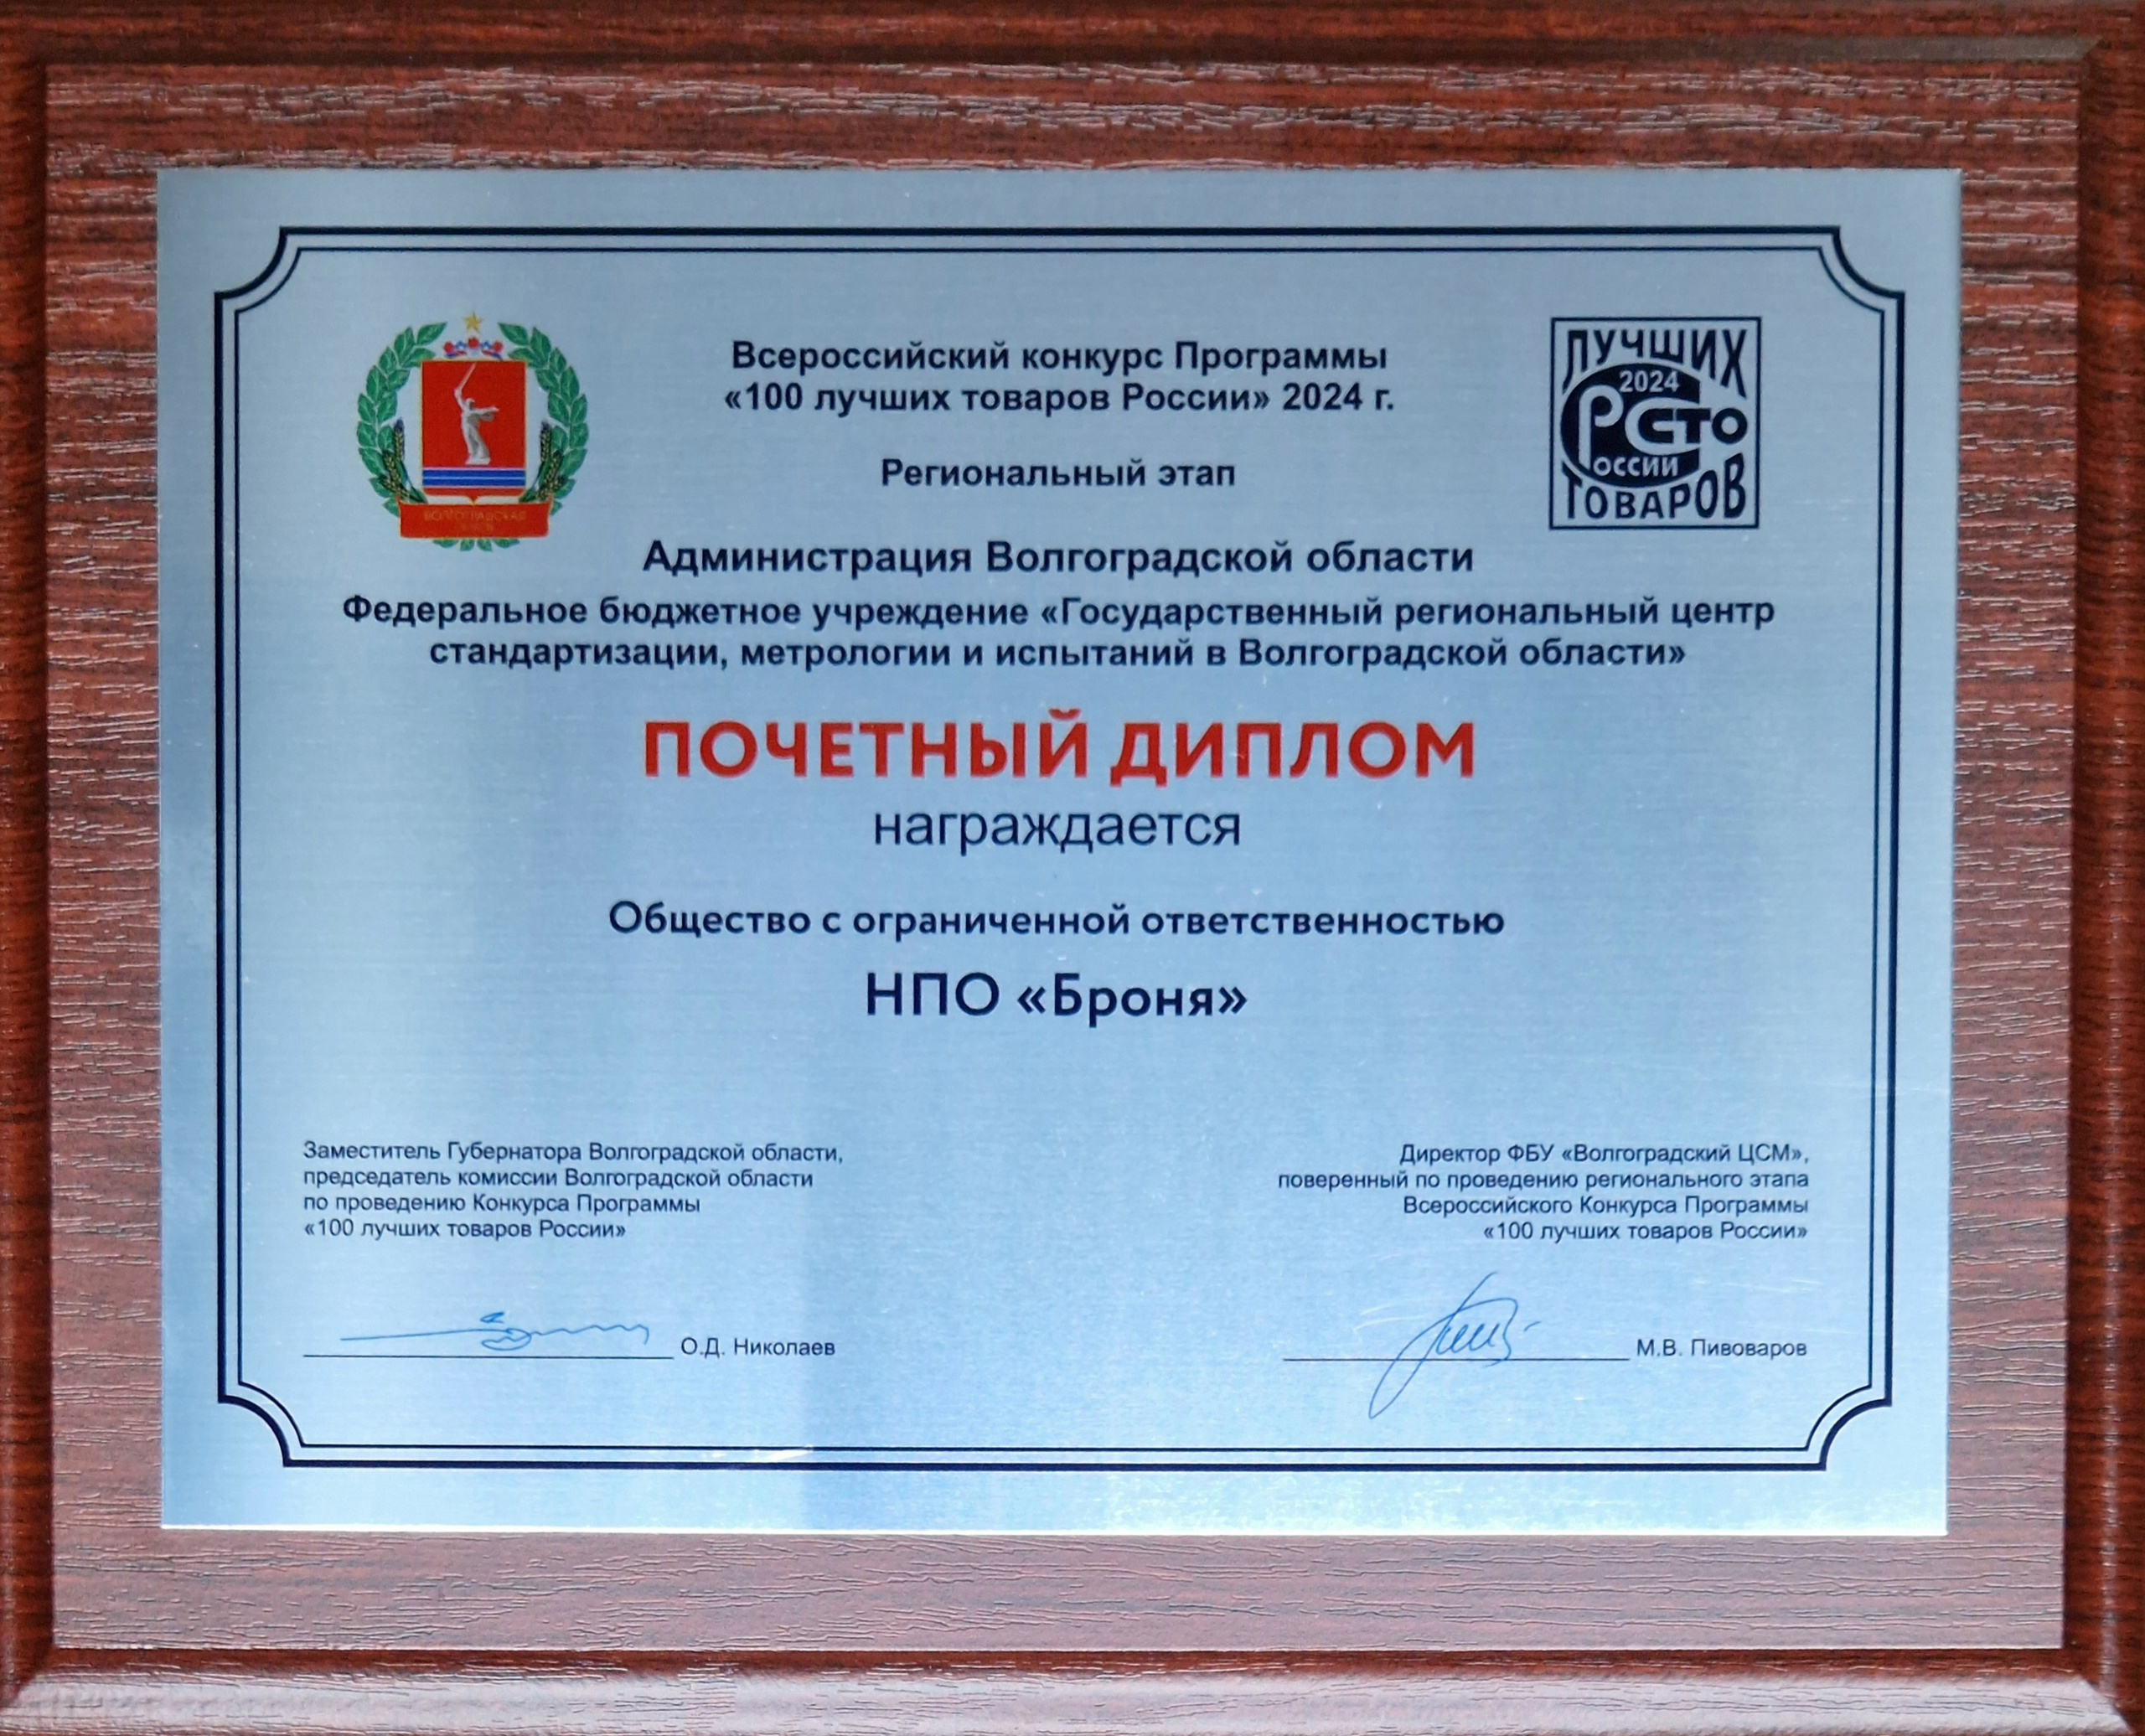 Всероссийский конкурс Программы
«100 лучших товаров России» 2024 г.
Региональный этап
ЛУЧШИХ
2024
РСТО
ОССИИ
ТОВАРОВ
ВОЛГОГРАДСКАЯ
Администрация Волгоградской области
Федеральное бюджетное учреждение «Государственный региональный центр
стандартизации, метрологии и испытаний в Волгоградской области»
ПОЧЕТНЫЙ ДИПЛОМ
награждается
Общество с ограниченной ответственностью
НПО «Броня»
Заместитель Губернатора Волгоградской области,
председатель комиссии Волгоградской области
по проведению Конкурса Программы
«100 лучших товаров России»
О.Д. Николаев
Директор ФБУ «Волгоградский ЦСМ»,
поверенный по проведению регионального этапа
Всероссийского Конкурса Программы
«100 лучших товаров России»
М.В. Пивоваров